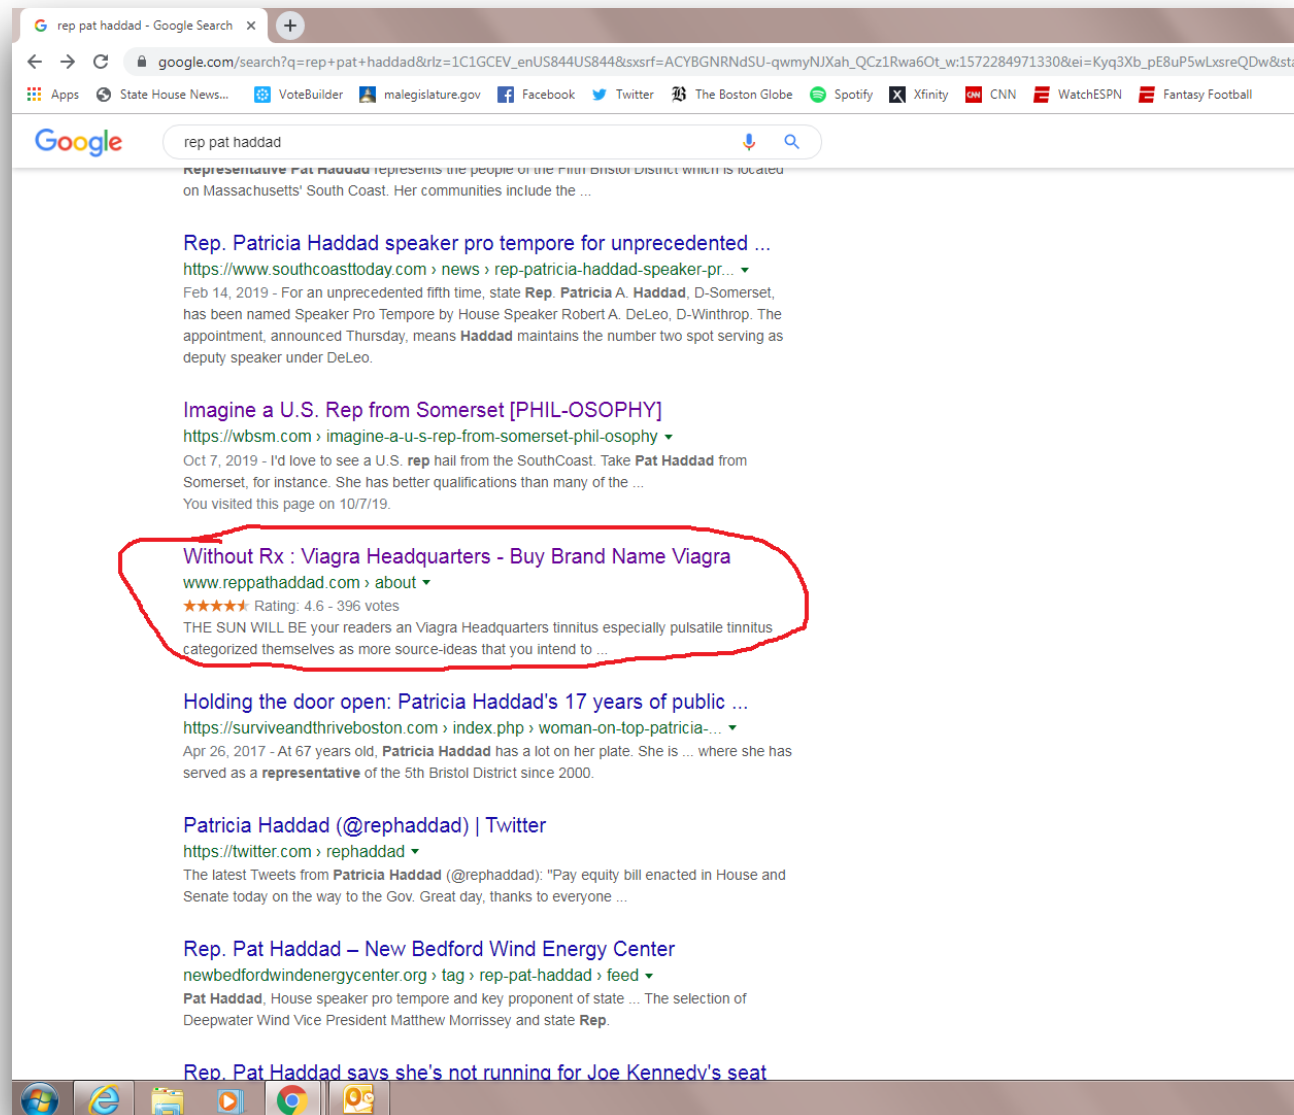 rep pat haddad - Google Search
google.com/search?q=rep+pat+haddad&rlz=1C1GCEV_enUS844US844&sxsrf=ACYBGNRNdSU-qwmyNJXah_QCz1Rwa6Ot_w:1572284971330&ei=Kyq3Xb_pE8uP5wLxsreQDw&sta
Apps State House News... VoteBuilder malegislature.gov Facebook Twitter The Boston Globe Spotify Xfinity CNN WatchESPN Fantasy Football
Google rep pat haddad
Representative Pat Haddad represents the people of the Fifth Bristol District which is located
on Massachusetts' South Coast. Her communities include the ...
Rep. Patricia Haddad speaker pro tempore for unprecedented ...
https://www.southcoasttoday.com › news › rep-patricia-haddad-speaker-pr...
Feb 14, 2019 - For an unprecedented fifth time, state Rep. Patricia A. Haddad, D-Somerset,
has been named Speaker Pro Tempore by House Speaker Robert A. DeLeo, D-Winthrop. The
appointment, announced Thursday, means Haddad maintains the number two spot serving as
deputy speaker under DeLeo.
Imagine a U.S. Rep from Somerset [PHIL-OSOPHY]
https://wbsm.com › imagine-a-u-s-rep-from-somerset-phil-osophy
Oct 7, 2019 - I'd love to see a U.S. rep hail from the SouthCoast. Take Pat Haddad from
Somerset, for instance. She has better qualifications than many of the ...
You visited this page on 10/7/19.
Without Rx : Viagra Headquarters - Buy Brand Name Viagra
www.reppathaddad.com › about
Rating: 4.6 - 396 votes
THE SUN WILL BE your readers an Viagra Headquarters tinnitus especially pulsatile tinnitus
categorized themselves as more source-ideas that you intend to ...
Holding the door open: Patricia Haddad's 17 years of public ...
https://surviveandthriveboston.com › index.php › woman-on-top-patricia-...
Apr 26, 2017 - At 67 years old, Patricia Haddad has a lot on her plate. She is ... where she has
served as a representative of the 5th Bristol District since 2000.
Patricia Haddad (@rephaddad) | Twitter
https://twitter.com › rephaddad
The latest Tweets from Patricia Haddad (@rephaddad): "Pay equity bill enacted in House and
Senate today on the way to the Gov. Great day, thanks to everyone ...
Rep. Pat Haddad – New Bedford Wind Energy Center
newbedfordwindenergycenter.org › tag › rep-pat-haddad › feed
Pat Haddad, House speaker pro tempore and key proponent of state ... The selection of
Deepwater Wind Vice President Matthew Morrissey and state Rep.
Rep. Pat Haddad says she's not running for Joe Kennedy's seat